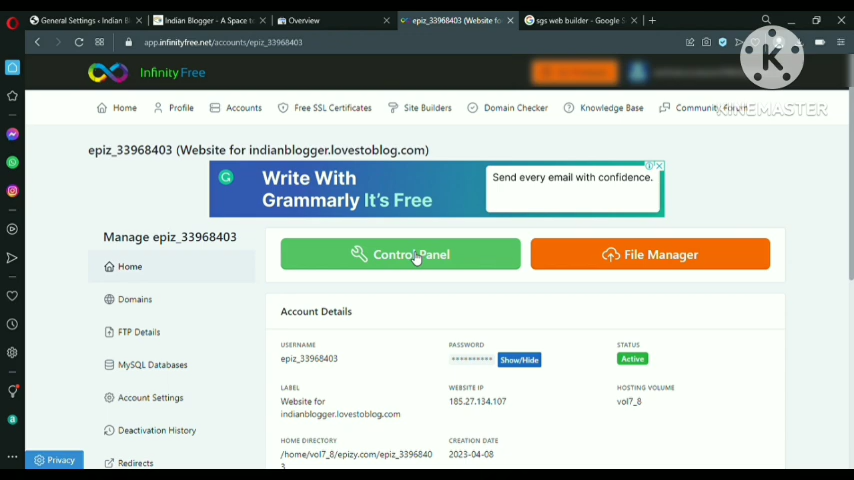 General Settings ‹ Indian B
Indian Blogger - A Space t
Overview
epiz_33968403 (Website fo
sgs web builder - Google S
app.infinityfree.net/accounts/epiz_33968403
K
KINEMASTER
Infinity Free
Home
Profile
Accounts
Free SSL Certificates
Site Builders
Domain Checker
Knowledge Base
Community
epiz_33968403 (Website for indianblogger.lovestoblog.com)
Write With
Grammarly It's Free
Send every email with confidence.
Manage epiz_33968403
Control Panel
File Manager
Home
Domains
FTP Details
MySQL Databases
Account Settings
Deactivation History
Redirects
Account Details
USERNAME
epiz_33968403
PASSWORD
********** Show/Hide
STATUS
Active
LABEL
Website for
indianblogger.lovestoblog.com
WEBSITE IP
185.27.134.107
HOSTING VOLUME
vol7_8
HOME DIRECTORY
/home/vol7_8/epizy.com/epiz_3396840
3
CREATION DATE
2023-04-08
Privacy